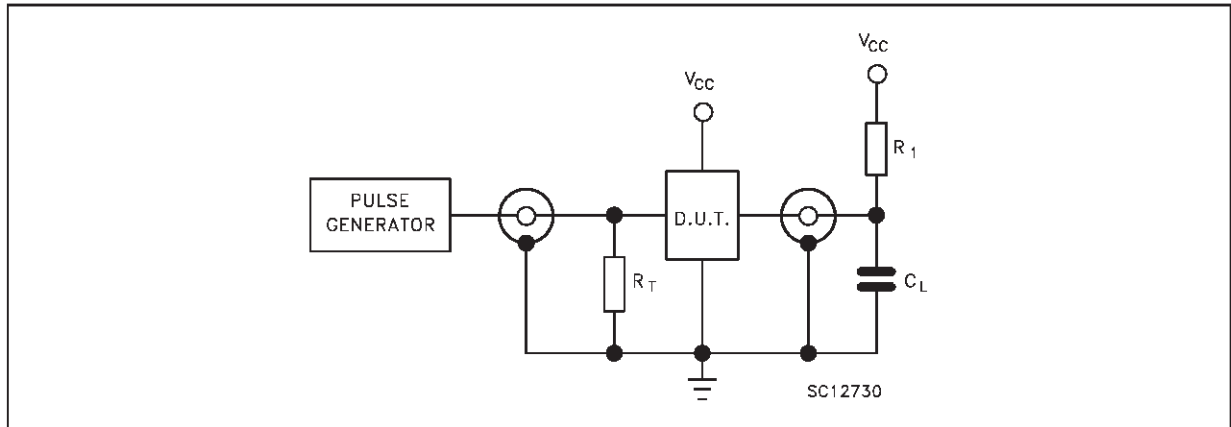 VCC
VCC
R1
PULSE
GENERATOR
D.U.T.
RT
CL
SC12730